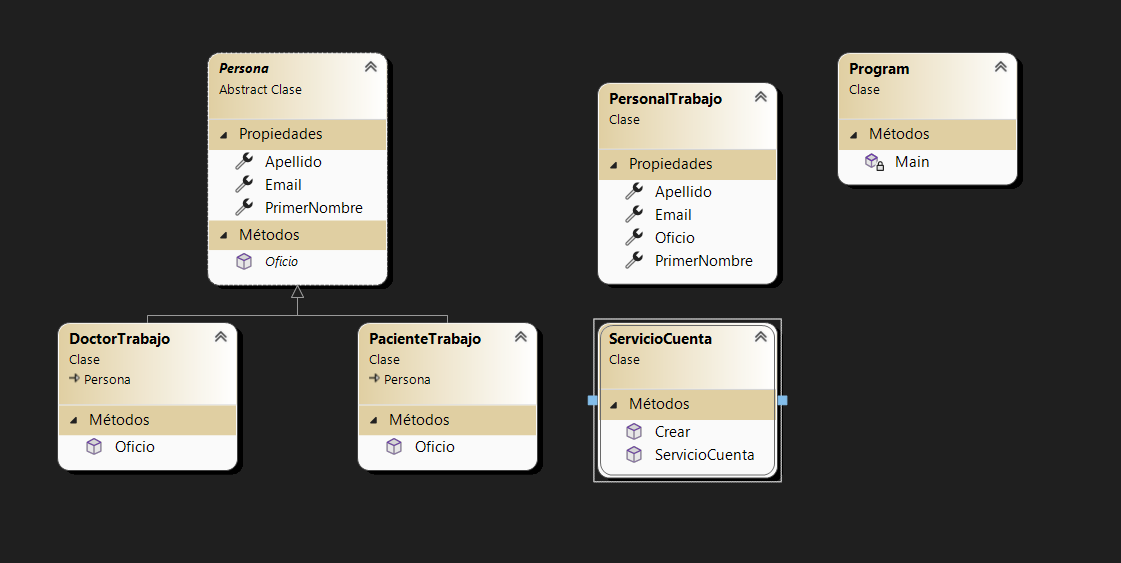 Persona
Abstract Clase
Propiedades
Apellido
Email
PrimerNombre
Métodos
Oficio
DoctorTrabajo
Clase
Persona
Métodos
Oficio
PacienteTrabajo
Clase
Persona
Métodos
Oficio
PersonalTrabajo
Clase
Propiedades
Apellido
Email
Oficio
PrimerNombre
ServicioCuenta
Clase
Métodos
Crear
ServicioCuenta
Program
Clase
Métodos
Main